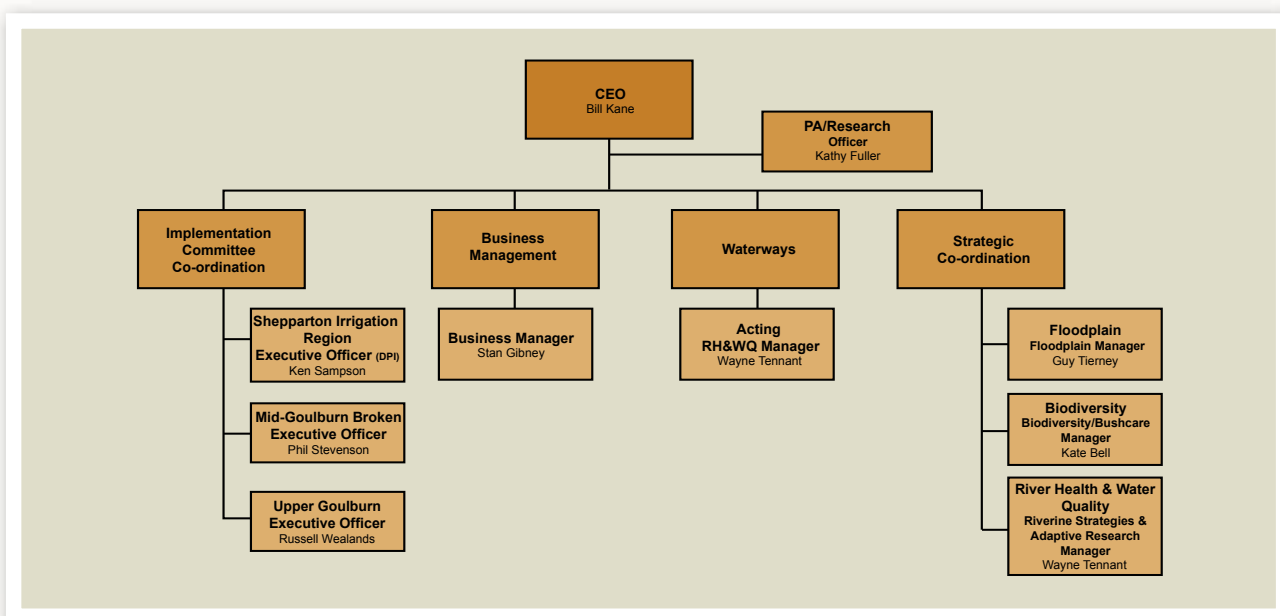 CEO
Bill Kane
PA/Research
Officer
Kathy Fuller
Implementation
Committee
Co-ordination
Business
Management
Waterways
Strategic
Co-ordination
Shepparton Irrigation
Region
Executive Officer (DPI)
Ken Sampson
Mid-Goulburn Broken
Executive Officer
Phil Stevenson
Upper Goulburn
Executive Officer
Russell Wealands
Business Manager
Stan Gibney
Acting
RH&WQ Manager
Wayne Tennant
Floodplain
Floodplain Manager
Guy Tierney
Biodiversity
Biodiversity/Bushcare
Manager
Kate Bell
River Health & Water
Quality
Riverine Strategies &
Adaptive Research
Manager
Wayne Tennant